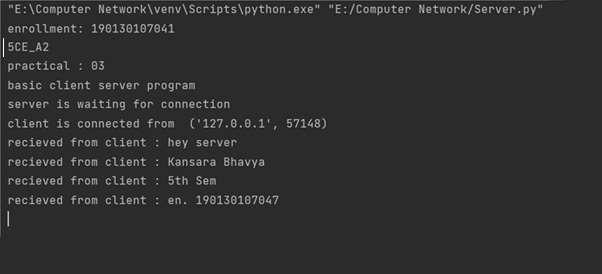 "E:\Computer Network\venv\Scripts\python.exe" "E:/Computer Network/Server.py"
enrollment: 190130107041
5CE_A2
practical : 03
basic client server program
server is waiting for connection
client is connected from  ('127.0.0.1', 57148)
recieved from client : hey server
recieved from client : Kansara Bhavya
recieved from client : 5th Sem
recieved from client : en. 190130107047